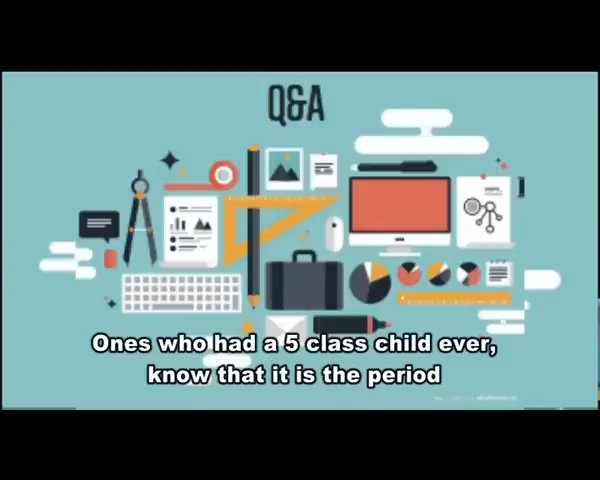 Q&A
Ones who had a 5 class child ever,
know that it is the period